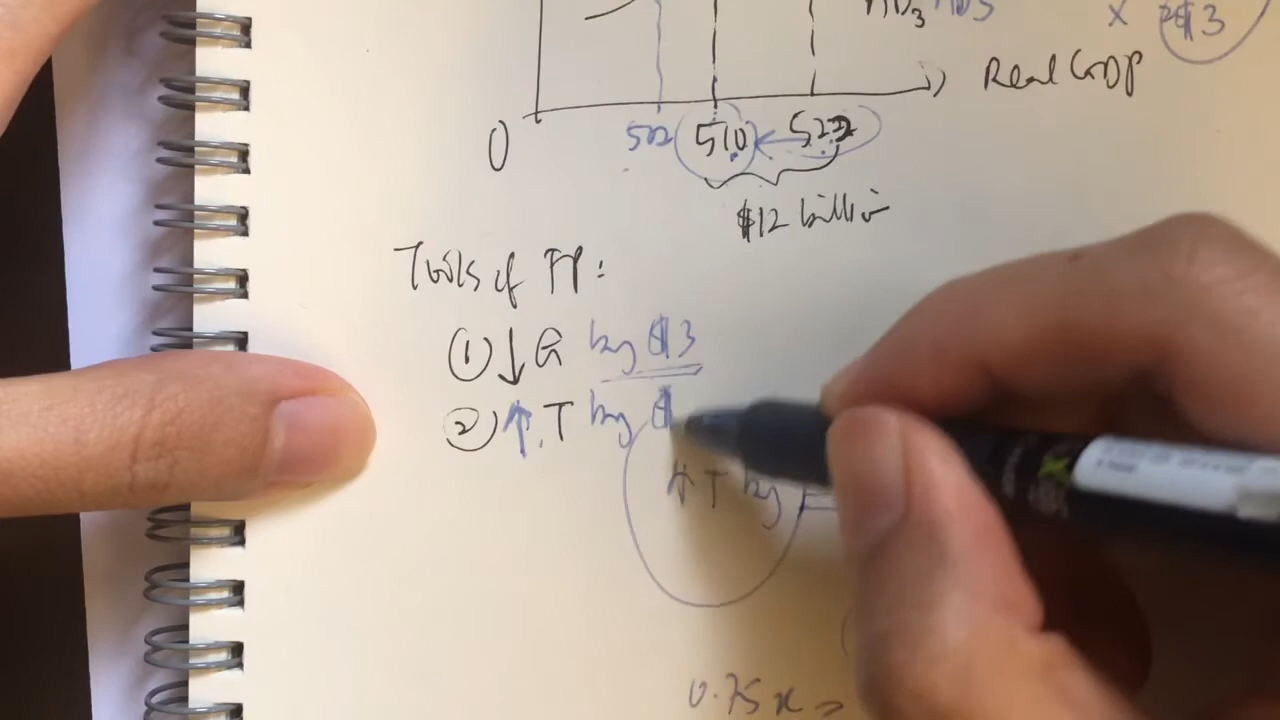 x $3
Real GDP
0 502 510 522
$12 billion
Tools of FP:
① ↓ G by $3
② ↑ T by $
↑ T by
0.75x =